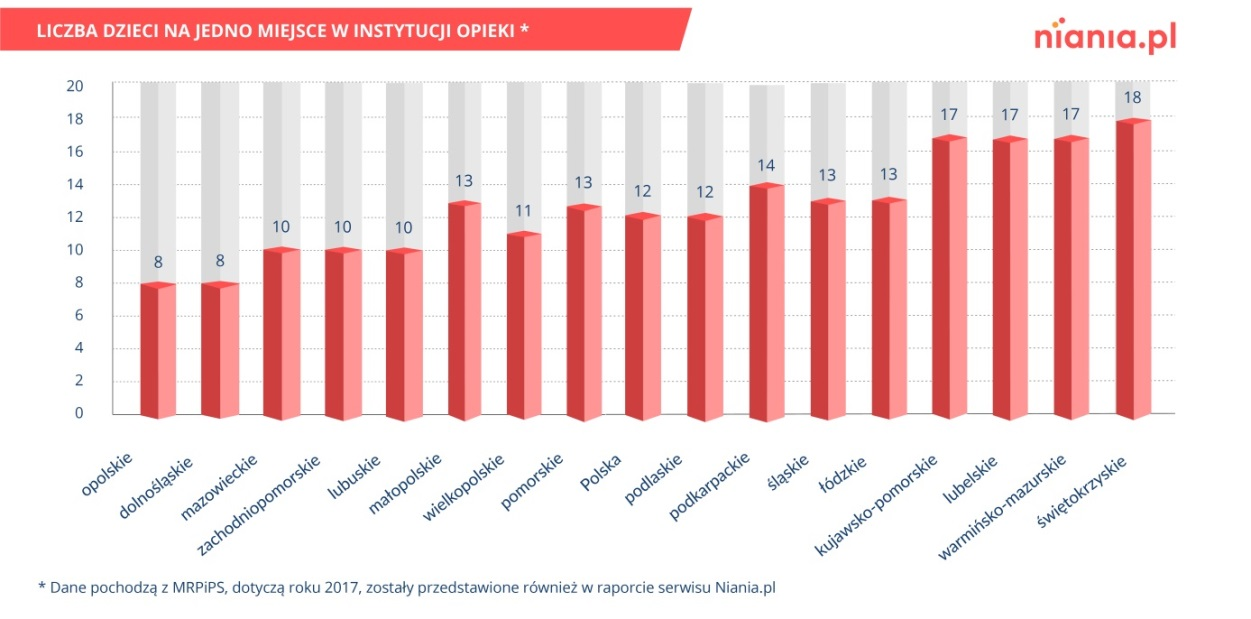 LICZBA DZIECI NA JEDNO MIEJSCE W INSTYTUCJI OPIEKI *
niania.pl
20
18
16
14
12
10
8
6
4
2
0
8
8
10
10
10
13
11
13
12
12
14
13
13
17
17
17
18
opolskie
dolnośląskie
mazowieckie
zachodniopomorskie
lubuskie
małopolskie
wielkopolskie
pomorskie
Polska
podlaskie
podkarpackie
śląskie
łódzkie
kujawsko-pomorskie
lubelskie
warmińsko-mazurskie
świętokrzyskie
* Dane pochodzą z MRPiPS, dotyczą roku 2017, zostały przedstawione również w raporcie serwisu Niania.pl